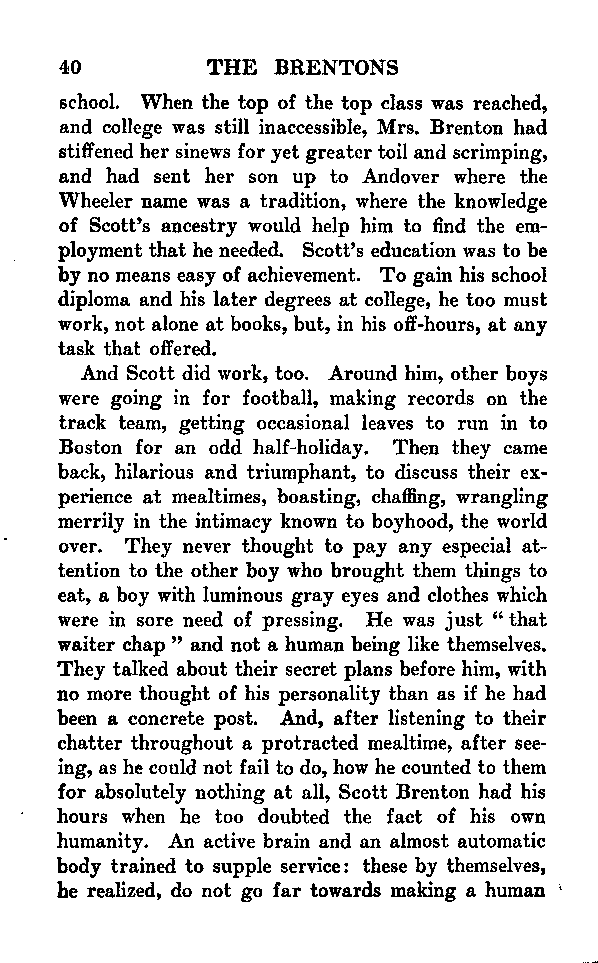 40 THE BRENTONS
school. When the top of the top class was reached,
and college was still inaccessible, Mrs. Brenton had
stiffened her sinews for yet greater toil and scrimping,
and had sent her son up to Andover where the
Wheeler name was a tradition, where the knowledge
of Scott's ancestry would help him to find the em-
ployment that he needed. Scott's education was to be
by no means easy of achievement. To gain his school
diploma and his later degrees at college, he too must
work, not alone at books, but, in his off-hours, at any
task that offered.
And Scott did work, too. Around him, other boys
were going in for football, making records on the
track team, getting occasional leaves to run in to
Boston for an odd half-holiday. Then they came
back, hilarious and triumphant, to discuss their ex-
perience at mealtimes, boasting, chaffing, wrangling
merrily in the intimacy known to boyhood, the world
over. They never thought to pay any especial at-
tention to the other boy who brought them things to
eat, a boy with luminous gray eyes and clothes which
were in sore need of pressing. He was just " that
waiter chap " and not a human being like themselves.
They talked about their secret plans before him, with
no more thought of his personality than as if he had
been a concrete post. And, after listening to their
chatter throughout a protracted mealtime, after see-
ing, as he could not fail to do, how he counted to them
for absolutely nothing at all, Scott Brenton had his
hours when he too doubted the fact of his own
humanity. An active brain and an almost automatic
body trained to supple service: these by themselves,
he realized, do not go far towards making a human